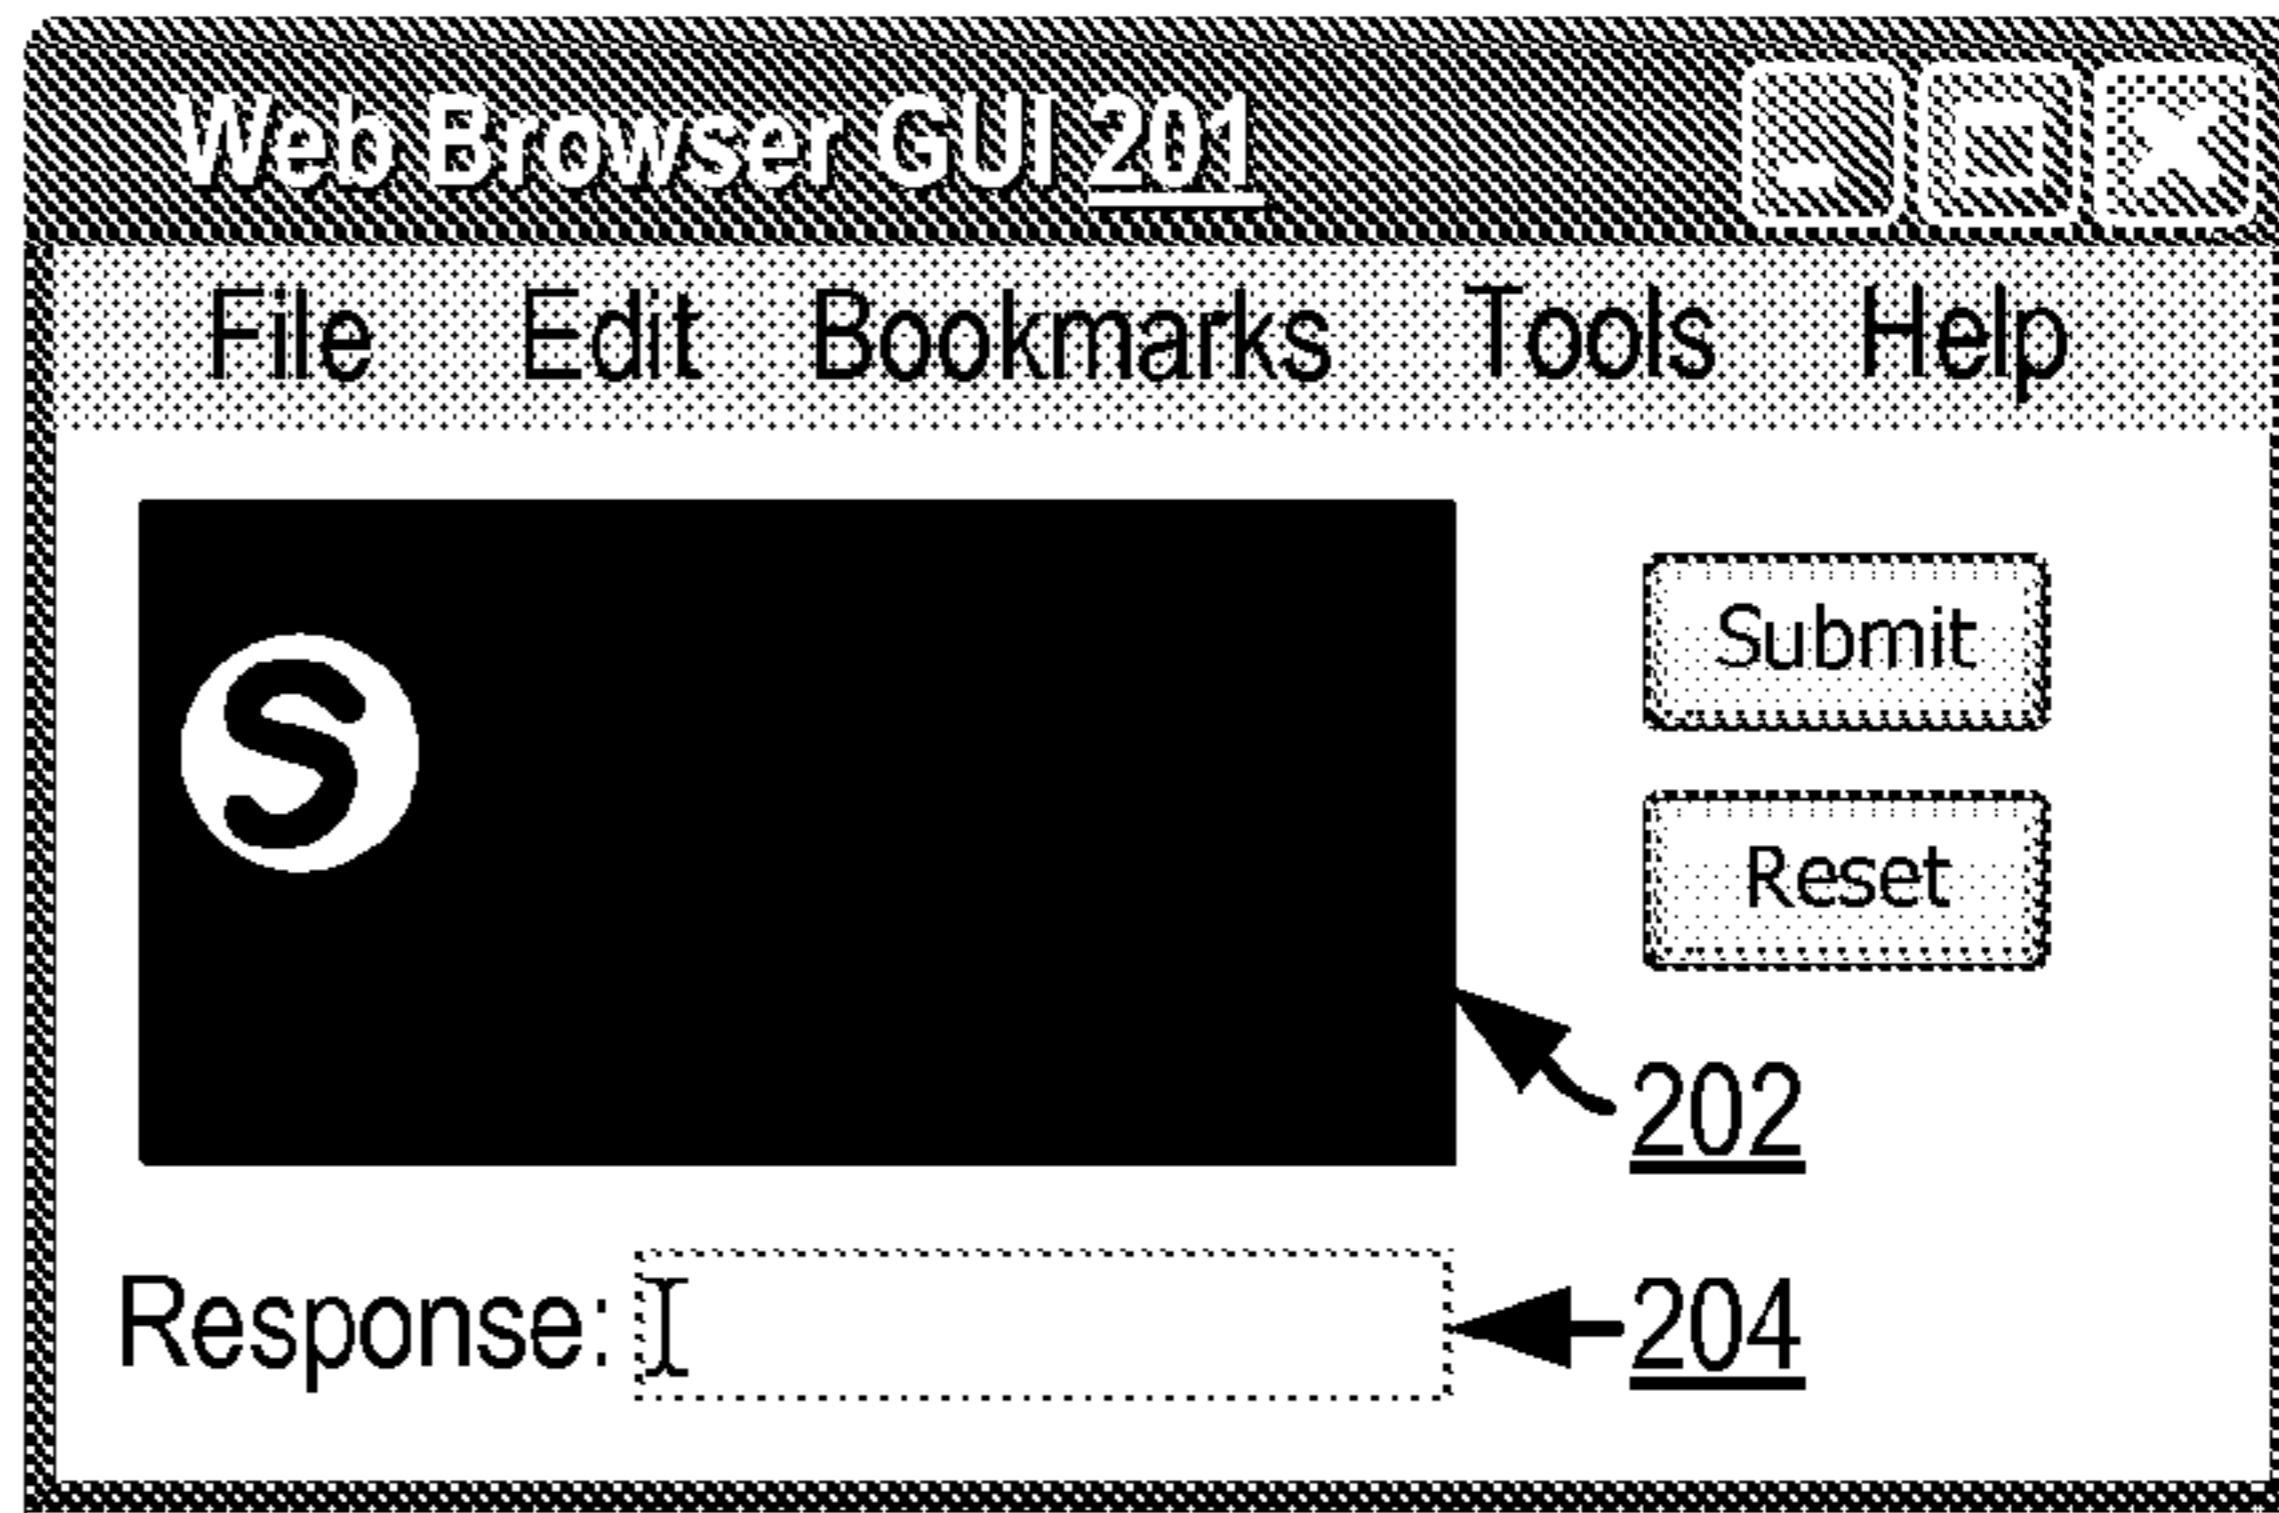 Web Browser GUI 201
File Edit Bookmarks Tools Help
S
Submit
Reset
202
Response:
204